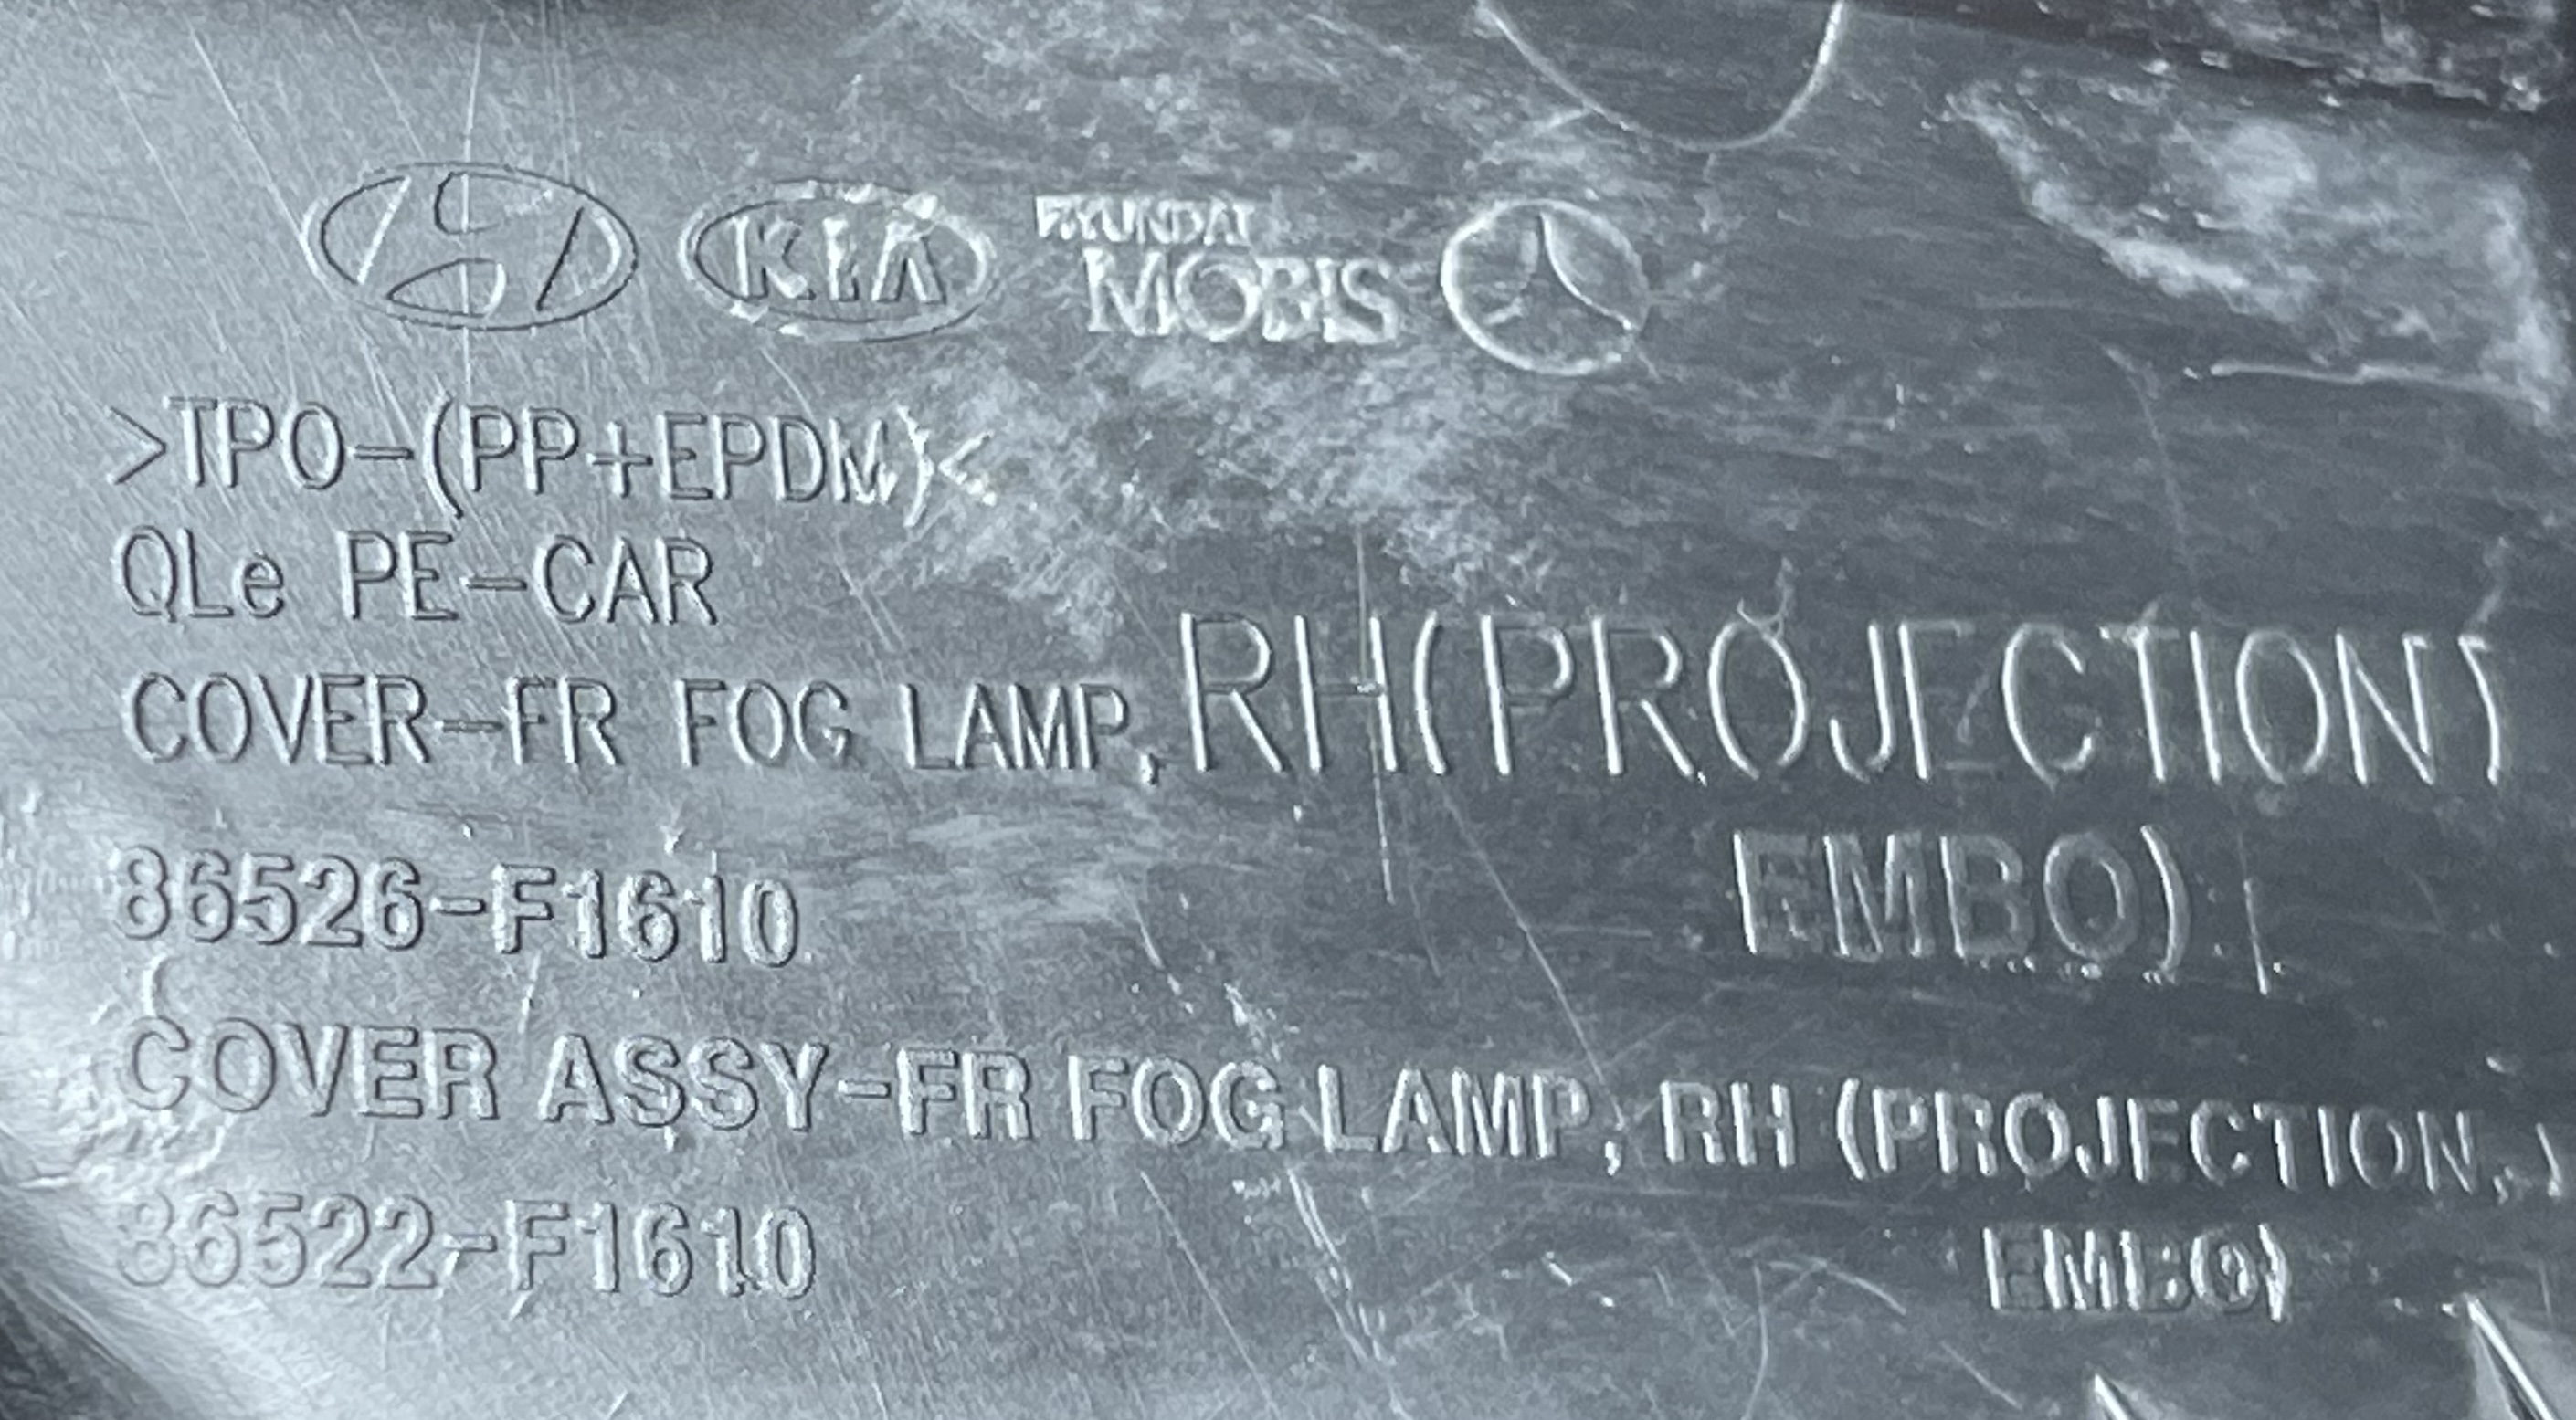 KIA HYUNDAI
MOBIS
>TPO-(PP+EPDM)<
QLe PE-CAR
COVER-FR FOG LAMP, RH(PROJECTION,
EMBO)
86526-F1610
COVER ASSY-FR FOG LAMP, RH (PROJECTION,
EMBO)
86522-F1610